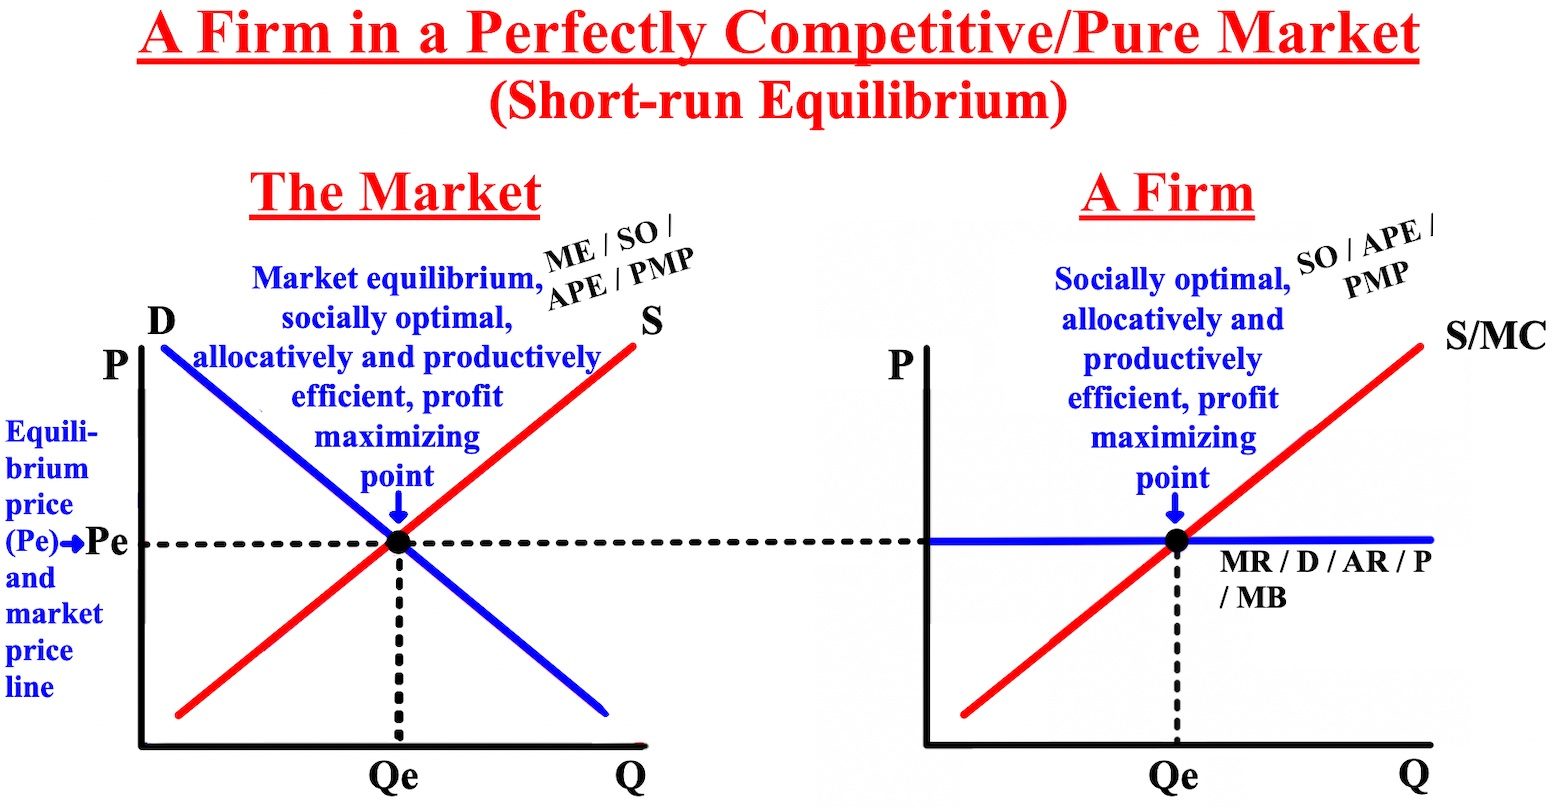 A Firm in a Perfectly Competitive/Pure Market
(Short-run Equilibrium)
The Market
ME / SO /
APE / PMP
Market equilibrium,
socially optimal,
allocatively and productively
efficient, profit
maximizing
point
D
S
P
Equili-
brium
price
(Pe)
and
market
price
line
Pe
Qe
Q
A Firm
SO / APE /
PMP
Socially optimal,
allocatively and
productively
efficient, profit
maximizing
point
S/MC
P
MR / D / AR / P
/ MB
Qe
Q